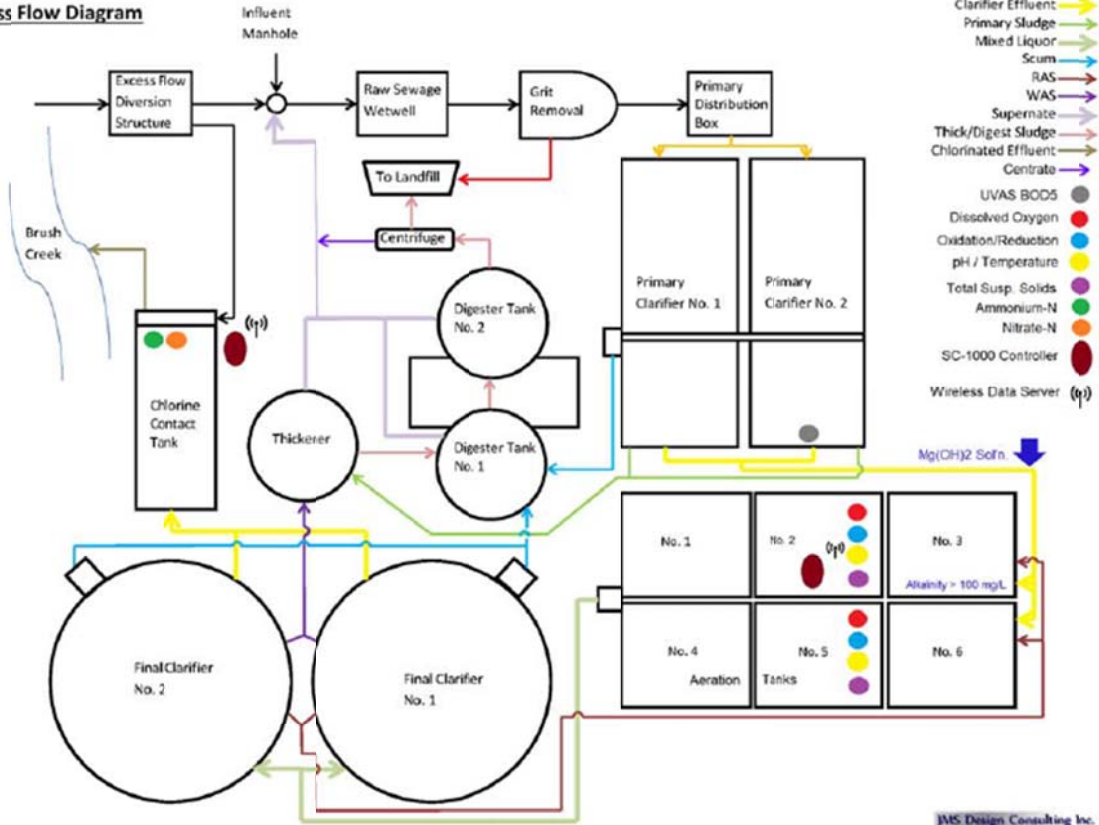 ss Flow Diagram
Influent
Manhole
Excess Flow
Diversion
Structure
Raw Sewage
Wetwell
Grit
Removal
Primary
Distribution
Box
Clarifier Effluent
Primary Sludge
Mixed Liquor
Scum
RAS
WAS
Supernate
Thick/Digest Sludge
Chlorinated Effluent
Centrate
UVAS BOD5
Dissolved Oxygen
Oxidation/Reduction
pH / Temperature
Total Susp. Solids
Ammonium-N
Nitrate-N
SC-1000 Controller
Wireless Data Server
To Landfill
Centrifuge
Brush
Creek
Digester Tank
No. 2
Primary
Clarifier No. 1
Primary
Clarifier No. 2
Chlorine
Contact
Tank
Thickener
Digester Tank
No. 1
Mg(OH)2 Sol'n.
No. 1
No. 2
No. 3
Alkalnity > 100 mg/L
No. 4
No. 5
No. 6
Aeration
Tanks
Final Clarifier
No. 2
Final Clarifier
No. 1
JMS Design Consulting Inc.